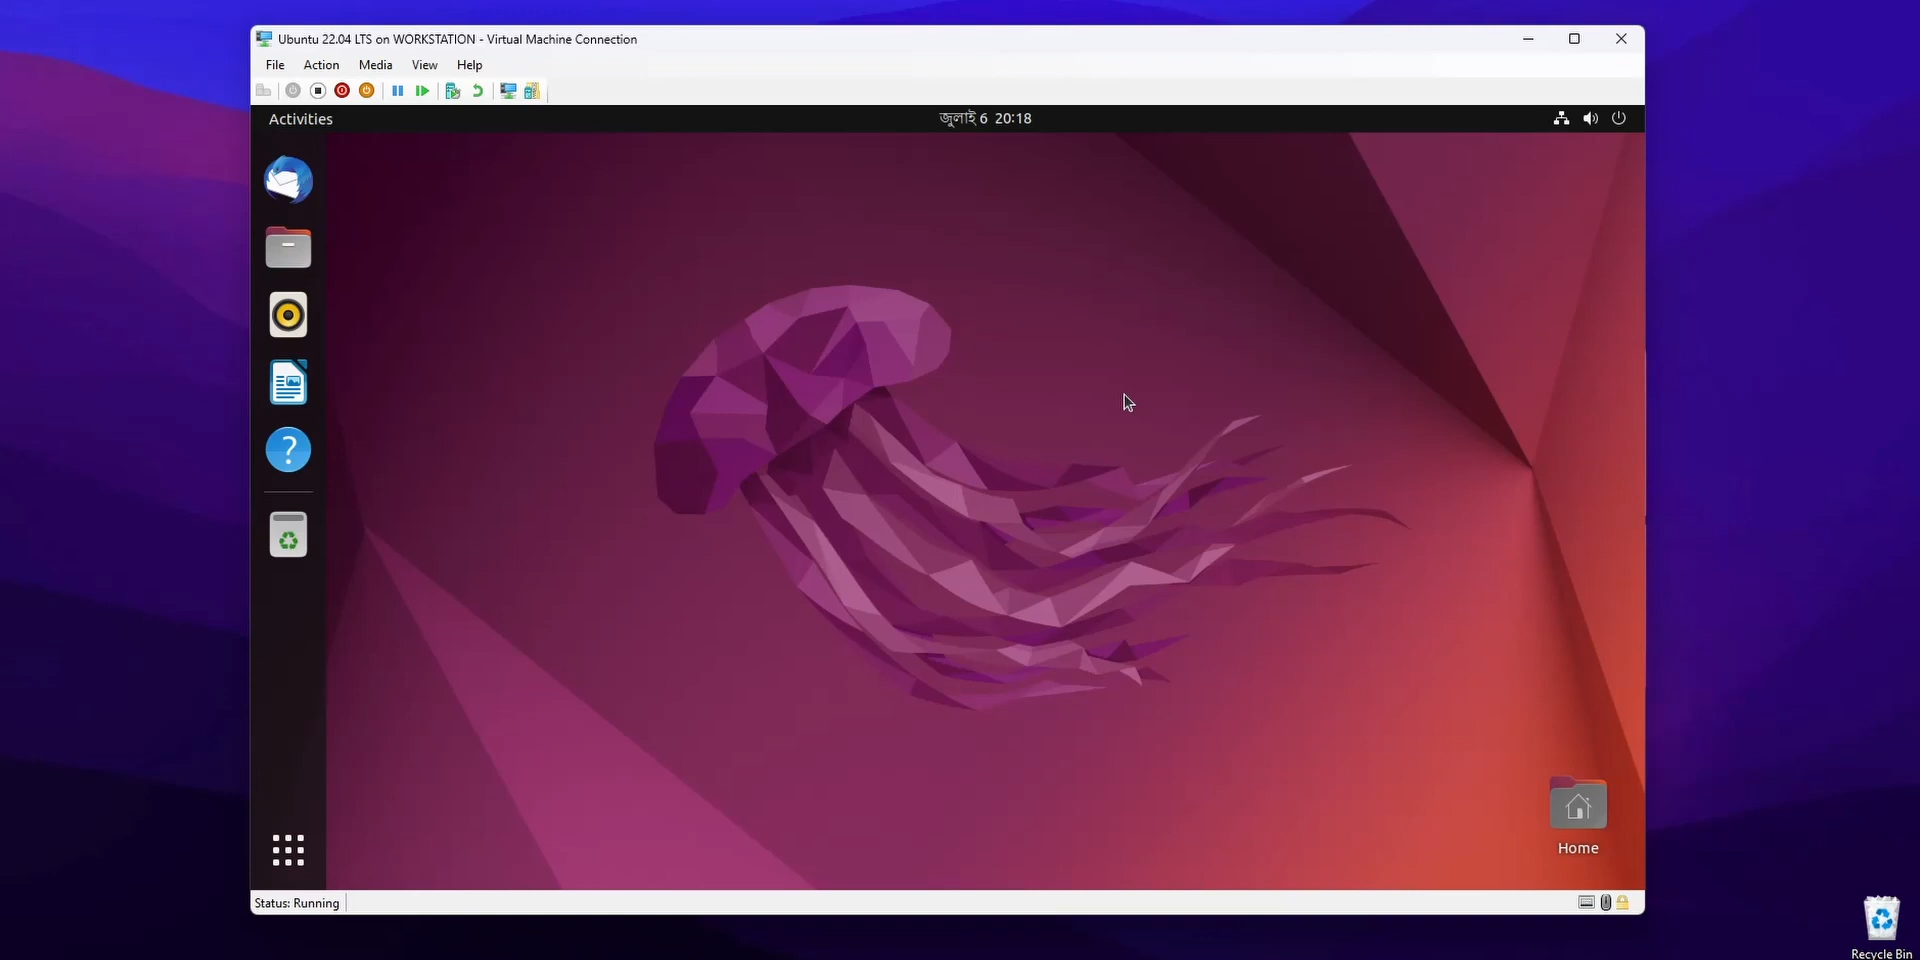 Ubuntu 22.04 LTS on WORKSTATION - Virtual Machine Connection
File Action Media View Help
Activities
জুলাই 6 20:18
Home
Status: Running
Recycle Bin